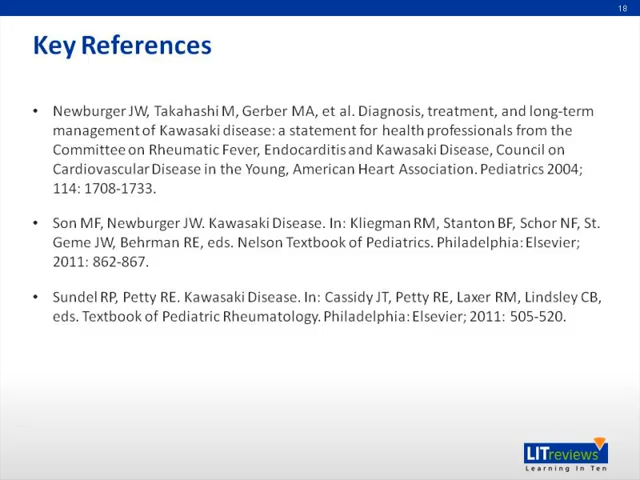 18
Key References
• Newburger JW, Takahashi M, Gerber MA, et al. Diagnosis, treatment, and long-term
management of Kawasaki disease: a statement for health professionals from the
Committee on Rheumatic Fever, Endocarditis and Kawasaki Disease, Council on
Cardiovascular Disease in the Young, American Heart Association. Pediatrics 2004;
114: 1708-1733.
• Son MF, Newburger JW. Kawasaki Disease. In: Kliegman RM, Stanton BF, Schor NF, St.
Geme JW, Behrman RE, eds. Nelson Textbook of Pediatrics. Philadelphia: Elsevier;
2011: 862-867.
• Sundel RP, Petty RE. Kawasaki Disease. In: Cassidy JT, Petty RE, Laxer RM, Lindsley CB,
eds. Textbook of Pediatric Rheumatology. Philadelphia: Elsevier; 2011: 505-520.
LITreviews
Learning In Ten